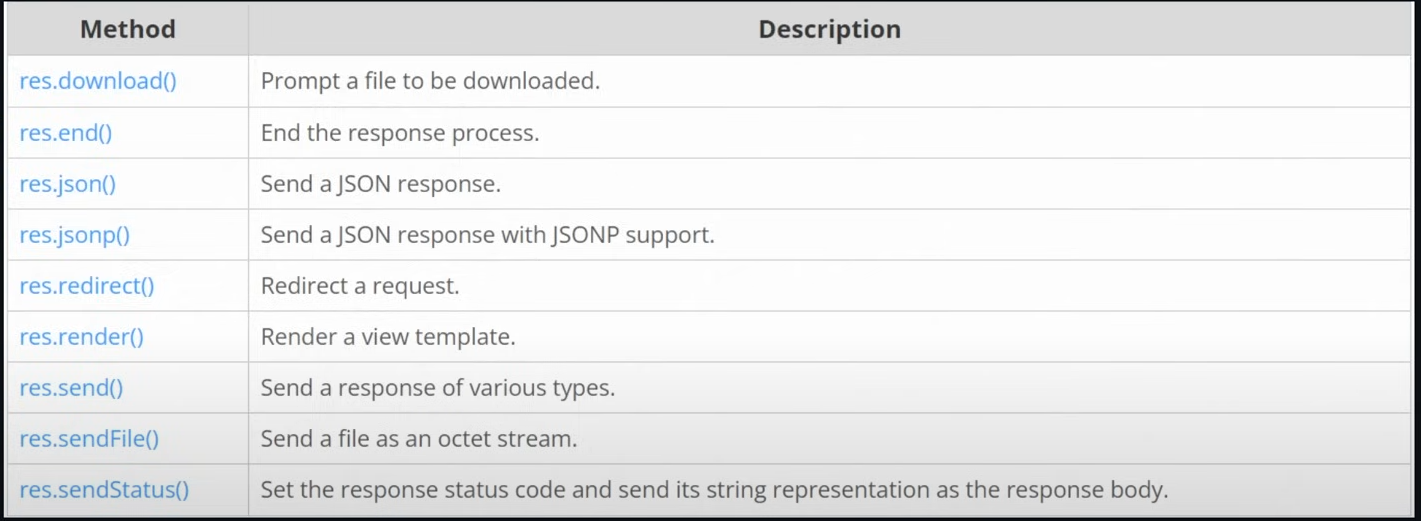 Method Description
res.download() Prompt a file to be downloaded.
res.end() End the response process.
res.json() Send a JSON response.
res.jsonp() Send a JSON response with JSONP support.
res.redirect() Redirect a request.
res.render() Render a view template.
res.send() Send a response of various types.
res.sendFile() Send a file as an octet stream.
res.sendStatus() Set the response status code and send its string representation as the response body.